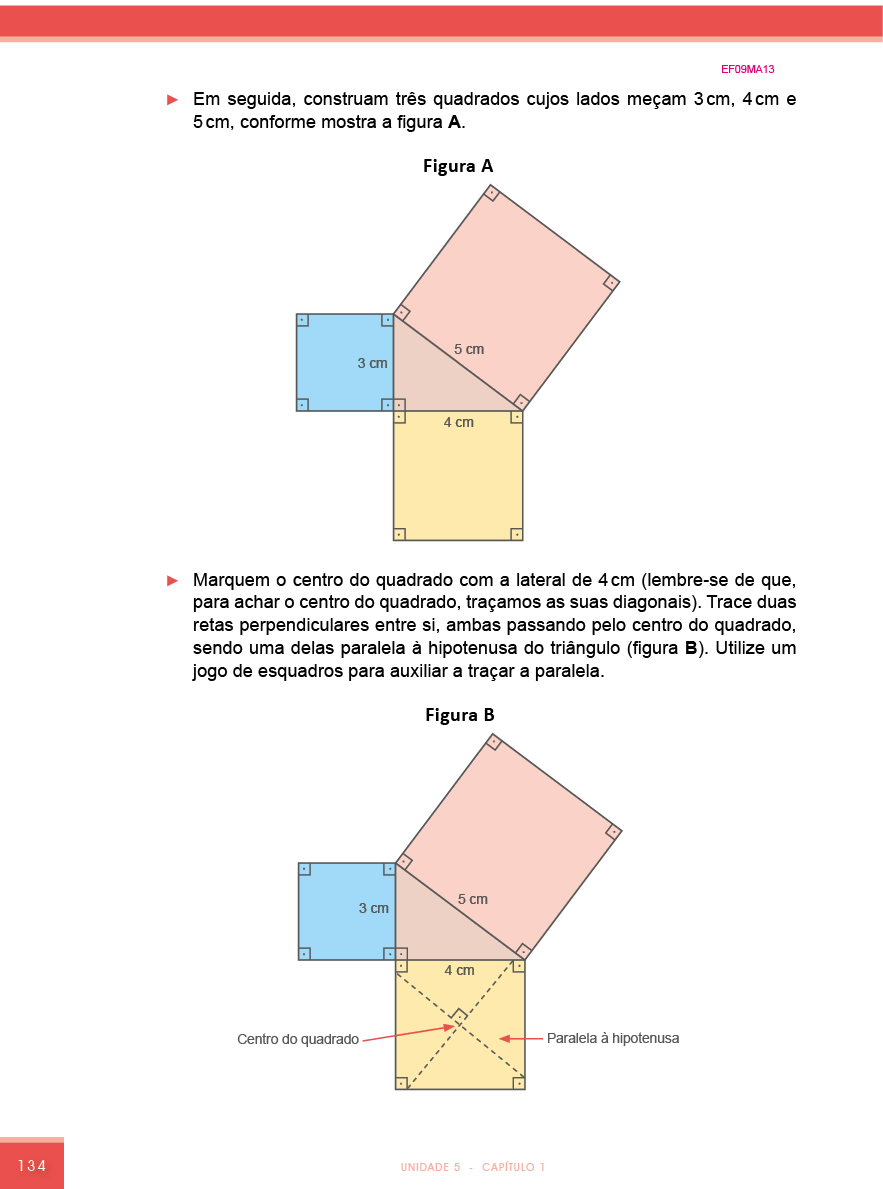 EF09MA13
► Em seguida, construam três quadrados cujos lados meçam 3 cm, 4 cm e
5 cm, conforme mostra a figura A.
Figura A
5 cm
3 cm
4 cm
► Marquem o centro do quadrado com a lateral de 4 cm (lembre-se de que,
para achar o centro do quadrado, traçamos as suas diagonais). Trace duas
retas perpendiculares entre si, ambas passando pelo centro do quadrado,
sendo uma delas paralela à hipotenusa do triângulo (figura B). Utilize um
jogo de esquadros para auxiliar a traçar a paralela.
Figura B
5 cm
3 cm
4 cm
Centro do quadrado
Paralela à hipotenusa
134
UNIDADE 5 - CAPÍTULO 1